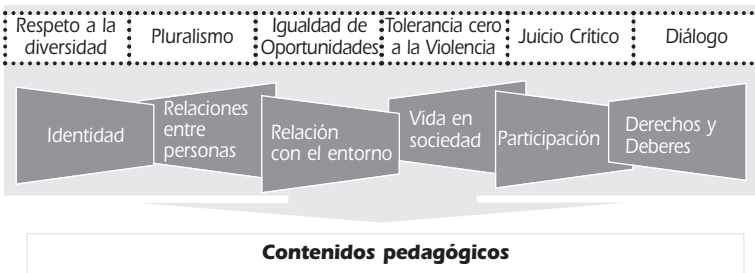 Respeto a la
diversidad
Pluralismo
Igualdad de
Oportunidades
Tolerancia cero
a la Violencia
Juicio Crítico
Diálogo
Identidad
Relaciones
entre
personas
Relación
con el entorno
Vida en
sociedad
Participación
Derechos y
Deberes
Contenidos pedagógicos